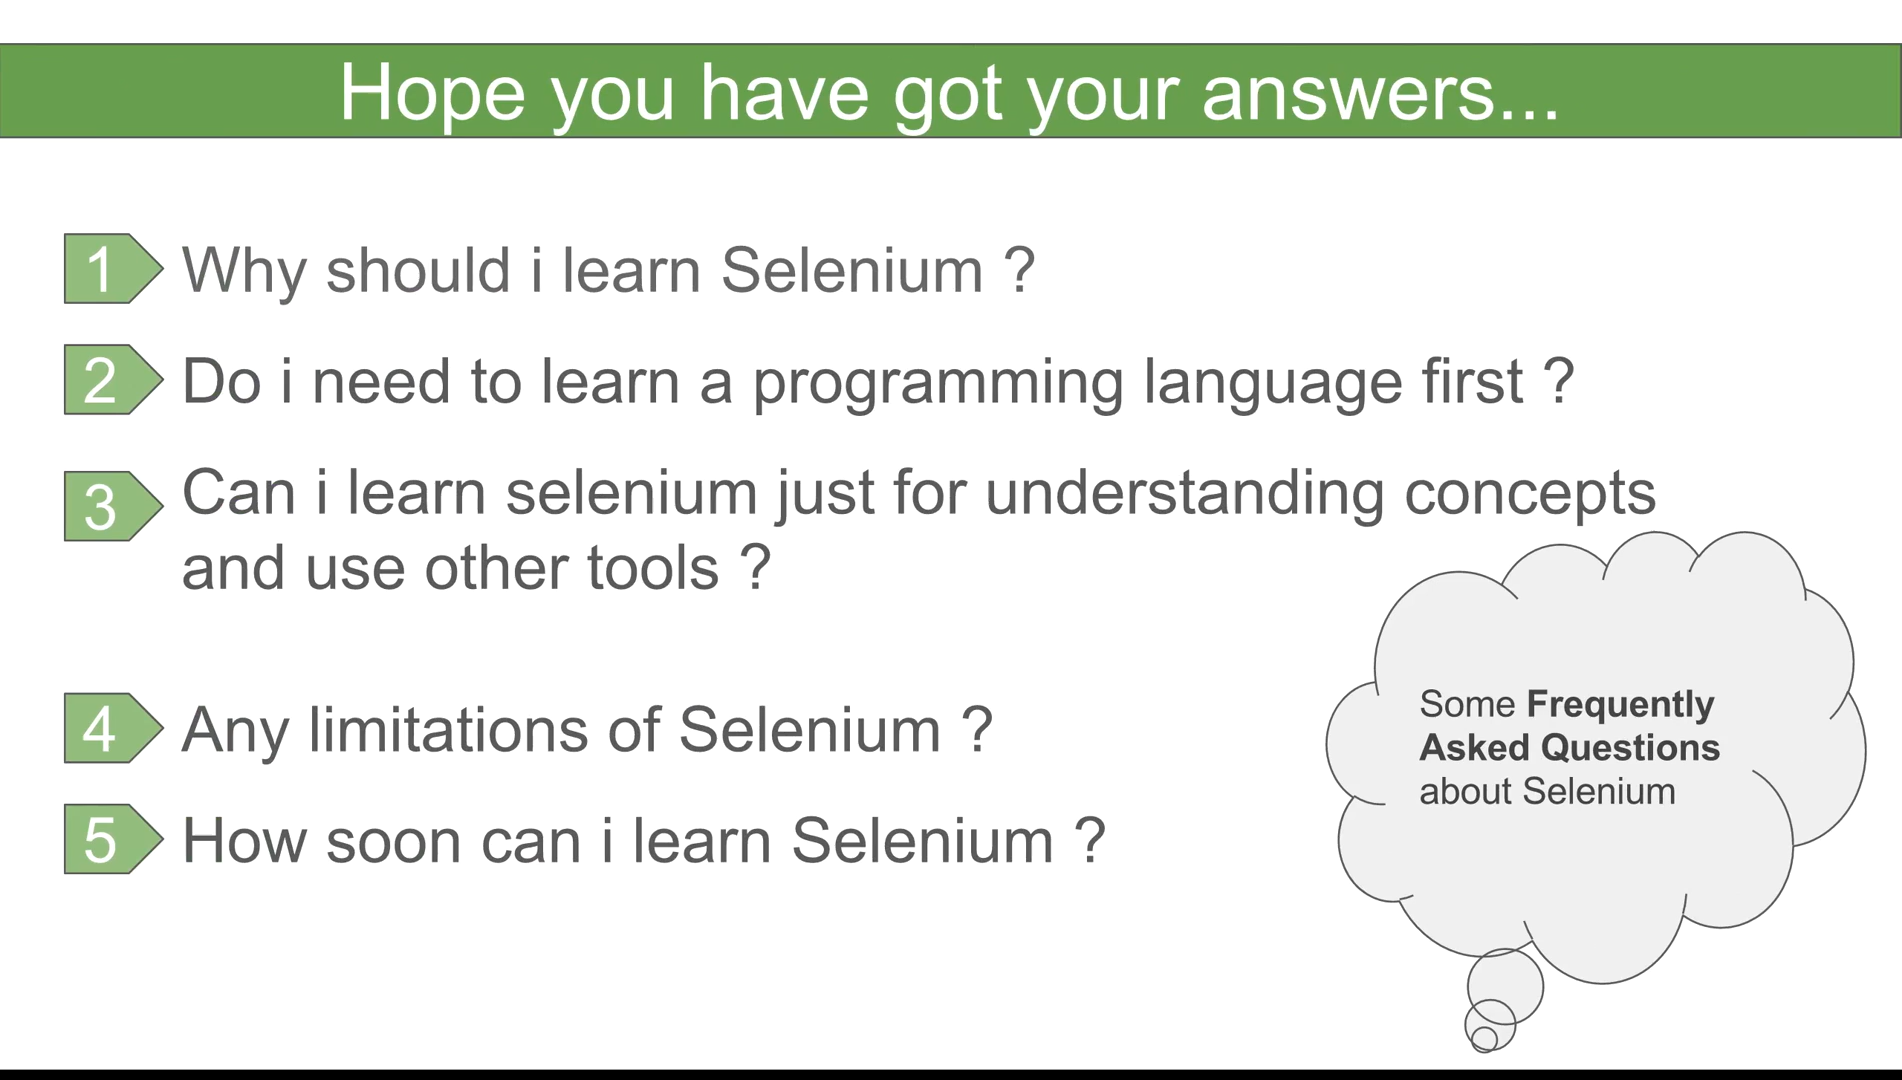 Hope you have got your answers...
1 Why should i learn Selenium ?
2 Do i need to learn a programming language first ?
3 Can i learn selenium just for understanding concepts
and use other tools ?
4 Any limitations of Selenium ?
5 How soon can i learn Selenium ?
Some Frequently
Asked Questions
about Selenium